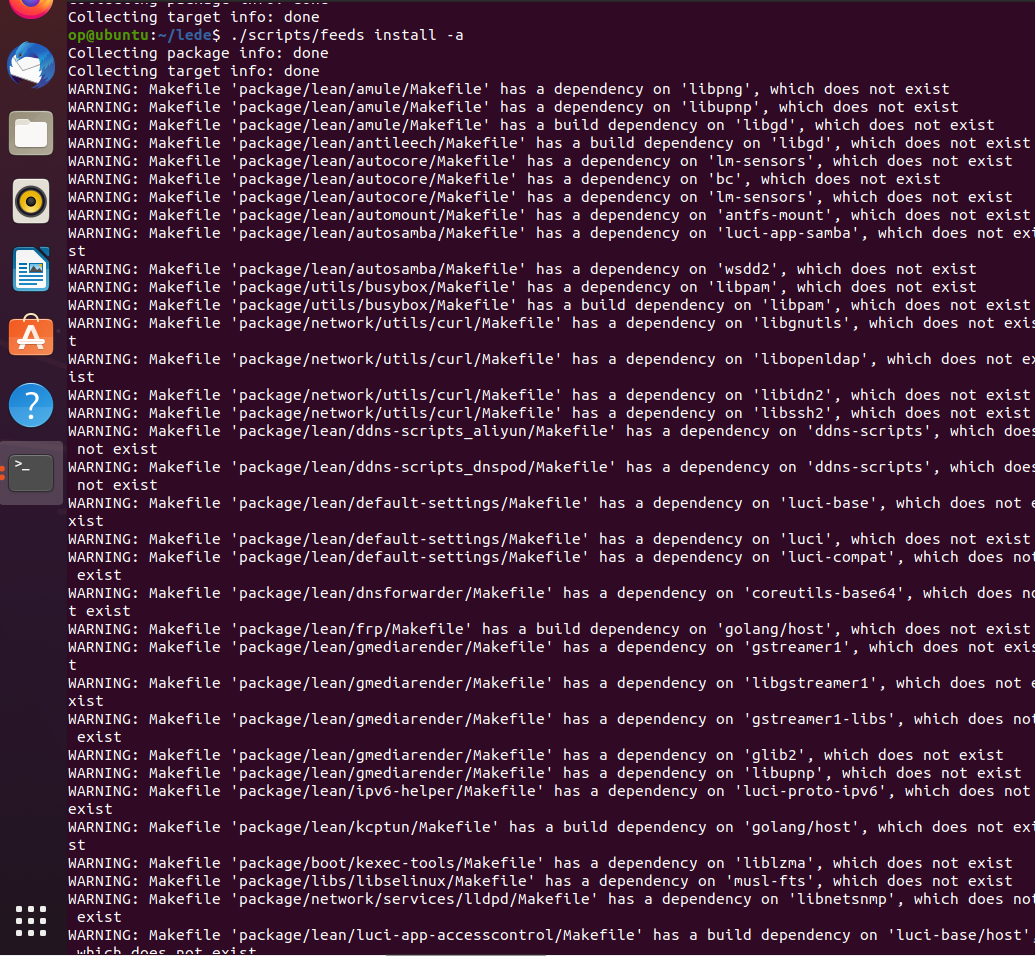 Collecting package info: done
Collecting target info: done
op@ubuntu:~/lede$ ./scripts/feeds install -a
Collecting package info: done
Collecting target info: done
WARNING: Makefile 'package/lean/amule/Makefile' has a dependency on 'libpng', which does not exist
WARNING: Makefile 'package/lean/amule/Makefile' has a dependency on 'libupnp', which does not exist
WARNING: Makefile 'package/lean/amule/Makefile' has a build dependency on 'libgd', which does not exist
WARNING: Makefile 'package/lean/antileech/Makefile' has a build dependency on 'libgd', which does not exist
WARNING: Makefile 'package/lean/autocore/Makefile' has a dependency on 'lm-sensors', which does not exist
WARNING: Makefile 'package/lean/autocore/Makefile' has a dependency on 'bc', which does not exist
WARNING: Makefile 'package/lean/autocore/Makefile' has a dependency on 'lm-sensors', which does not exist
WARNING: Makefile 'package/lean/automount/Makefile' has a dependency on 'antfs-mount', which does not exist
WARNING: Makefile 'package/lean/autosamba/Makefile' has a dependency on 'luci-app-samba', which does not exi
st
WARNING: Makefile 'package/lean/autosamba/Makefile' has a dependency on 'wsdd2', which does not exist
WARNING: Makefile 'package/utils/busybox/Makefile' has a dependency on 'libpam', which does not exist
WARNING: Makefile 'package/utils/busybox/Makefile' has a build dependency on 'libpam', which does not exist
WARNING: Makefile 'package/network/utils/curl/Makefile' has a dependency on 'libgnutls', which does not exis
t
WARNING: Makefile 'package/network/utils/curl/Makefile' has a dependency on 'libopenldap', which does not ex
ist
WARNING: Makefile 'package/network/utils/curl/Makefile' has a dependency on 'libidn2', which does not exist
WARNING: Makefile 'package/network/utils/curl/Makefile' has a dependency on 'libssh2', which does not exist
WARNING: Makefile 'package/lean/ddns-scripts_aliyun/Makefile' has a dependency on 'ddns-scripts', which does
not exist
WARNING: Makefile 'package/lean/ddns-scripts_dnspod/Makefile' has a dependency on 'ddns-scripts', which does
not exist
WARNING: Makefile 'package/lean/default-settings/Makefile' has a dependency on 'luci-base', which does not e
xist
WARNING: Makefile 'package/lean/default-settings/Makefile' has a dependency on 'luci', which does not exist
WARNING: Makefile 'package/lean/default-settings/Makefile' has a dependency on 'luci-compat', which does not
exist
WARNING: Makefile 'package/lean/dnsforwarder/Makefile' has a dependency on 'coreutils-base64', which does no
t exist
WARNING: Makefile 'package/lean/frp/Makefile' has a build dependency on 'golang/host', which does not exist
WARNING: Makefile 'package/lean/gmediarender/Makefile' has a dependency on 'gstreamer1', which does not exis
t
WARNING: Makefile 'package/lean/gmediarender/Makefile' has a dependency on 'libgstreamer1', which does not e
xist
WARNING: Makefile 'package/lean/gmediarender/Makefile' has a dependency on 'gstreamer1-libs', which does not
exist
WARNING: Makefile 'package/lean/gmediarender/Makefile' has a dependency on 'glib2', which does not exist
WARNING: Makefile 'package/lean/gmediarender/Makefile' has a dependency on 'libupnp', which does not exist
WARNING: Makefile 'package/lean/ipv6-helper/Makefile' has a dependency on 'luci-proto-ipv6', which does not
exist
WARNING: Makefile 'package/lean/kcptun/Makefile' has a build dependency on 'golang/host', which does not exi
st
WARNING: Makefile 'package/boot/kexec-tools/Makefile' has a dependency on 'liblzma', which does not exist
WARNING: Makefile 'package/libs/libselinux/Makefile' has a dependency on 'musl-fts', which does not exist
WARNING: Makefile 'package/network/services/lldpd/Makefile' has a dependency on 'libnetsnmp', which does not
exist
WARNING: Makefile 'package/lean/luci-app-accesscontrol/Makefile' has a build dependency on 'luci-base/host',
which does not exist